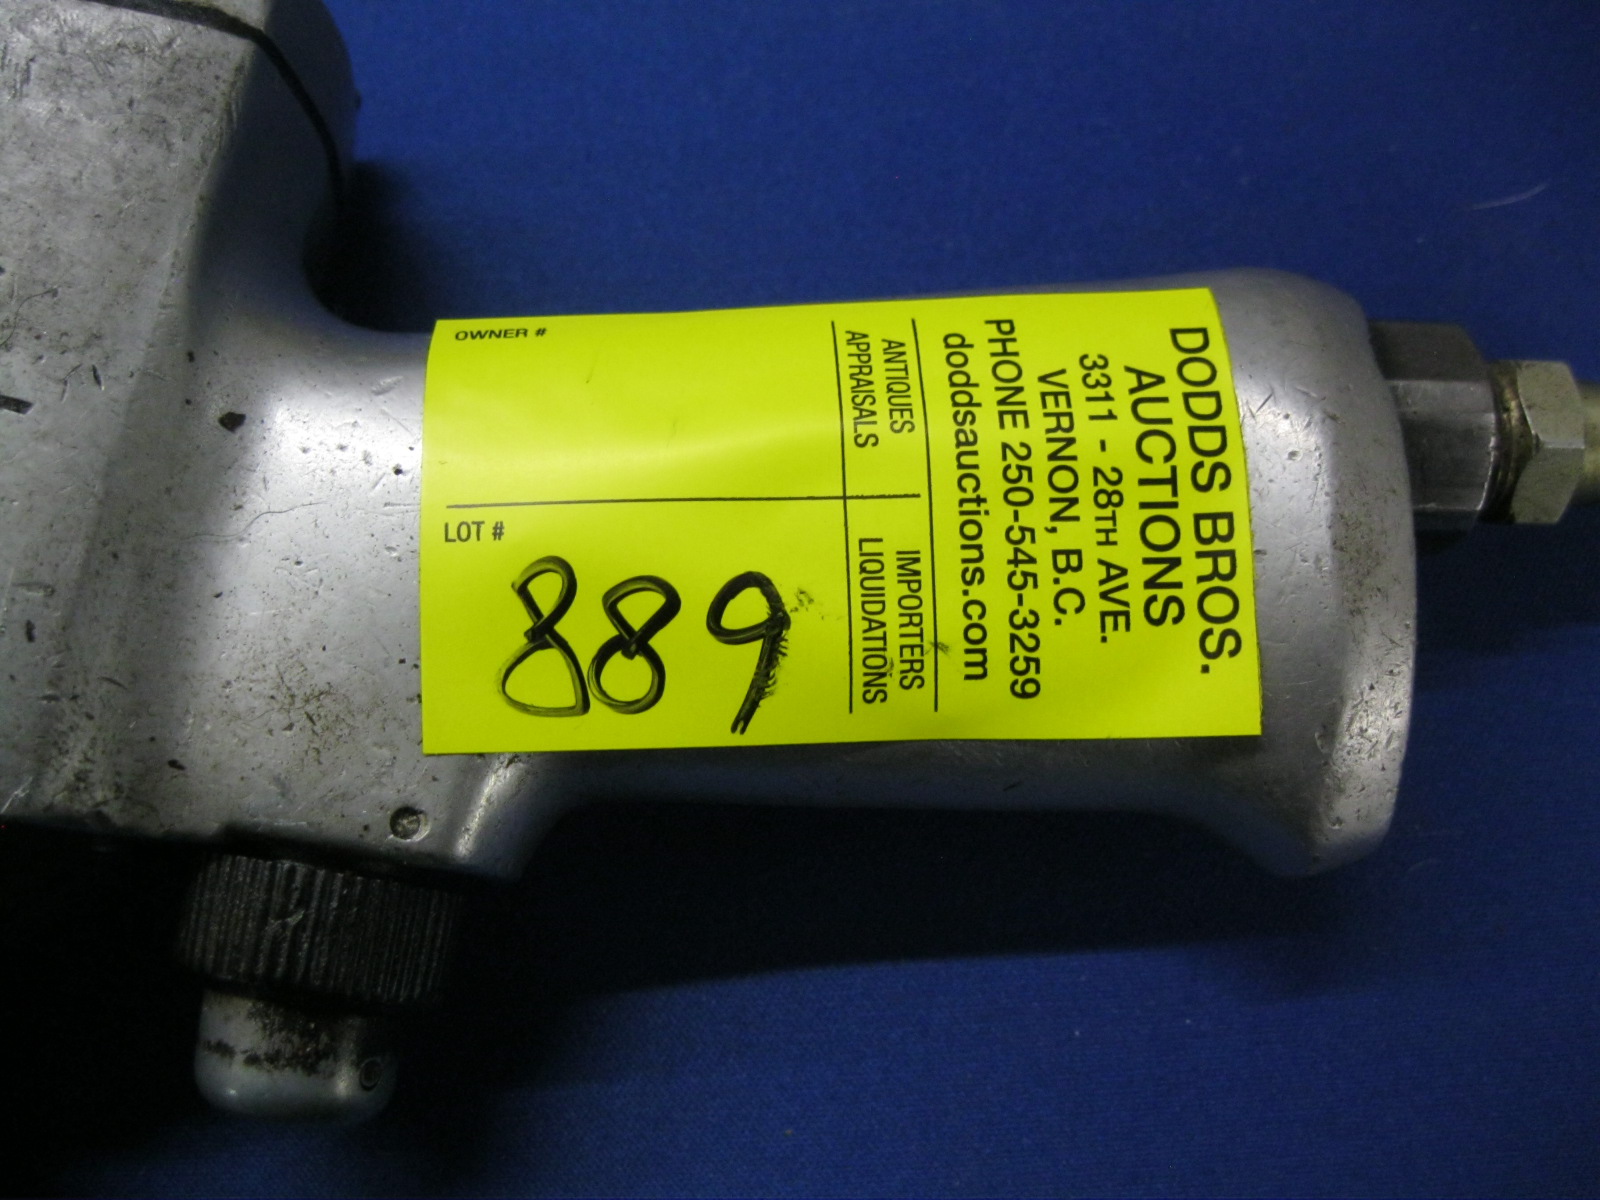 DODDS BROS.
AUCTIONS
3311 - 28TH AVE.
VERNON, B.C.
PHONE 250-545-3259
doddsauctions.com
ANTIQUES
APPRAISALS
IMPORTERS
LIQUIDATIONS
OWNER #
LOT #
889